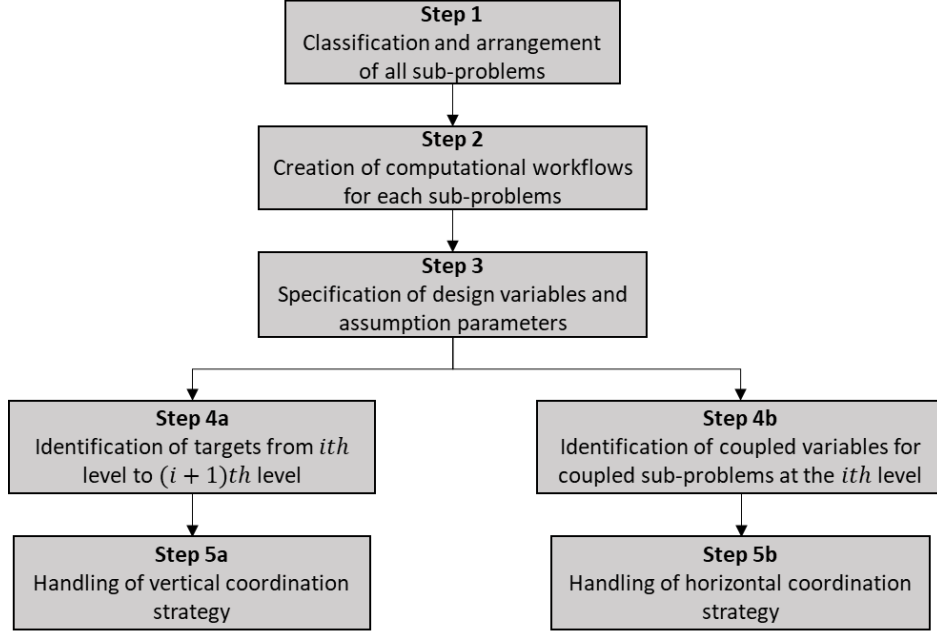 Step 1
Classification and arrangement
of all sub-problems
Step 2
Creation of computational workflows
for each sub-problems
Step 3
Specification of design variables and
assumption parameters
Step 4a
Identification of targets from ith
level to (i + 1)th level
Step 4b
Identification of coupled variables for
coupled sub-problems at the ith level
Step 5a
Handling of vertical coordination
strategy
Step 5b
Handling of horizontal coordination
strategy